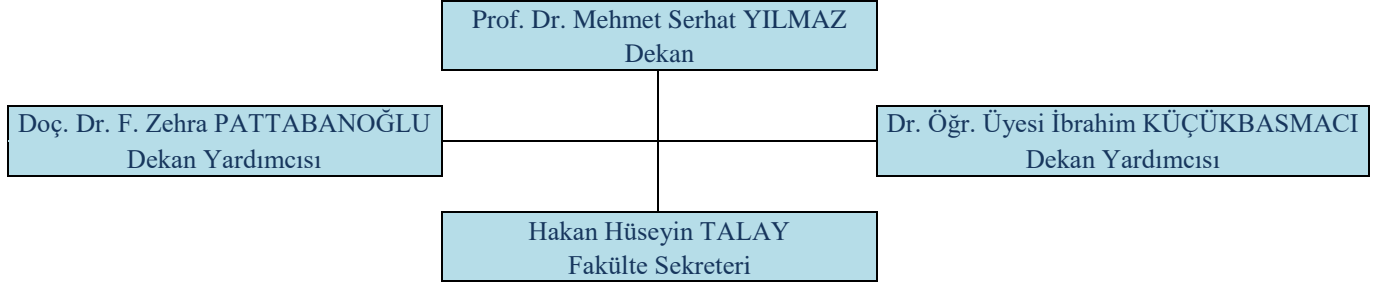 Prof. Dr. Mehmet Serhat YILMAZ
Dekan
Doç. Dr. F. Zehra PATTABANOĞLU
Dekan Yardımcısı
Dr. Öğr. Üyesi İbrahim KÜÇÜKBASMACI
Dekan Yardımcısı
Hakan Hüseyin TALAY
Fakülte Sekreteri